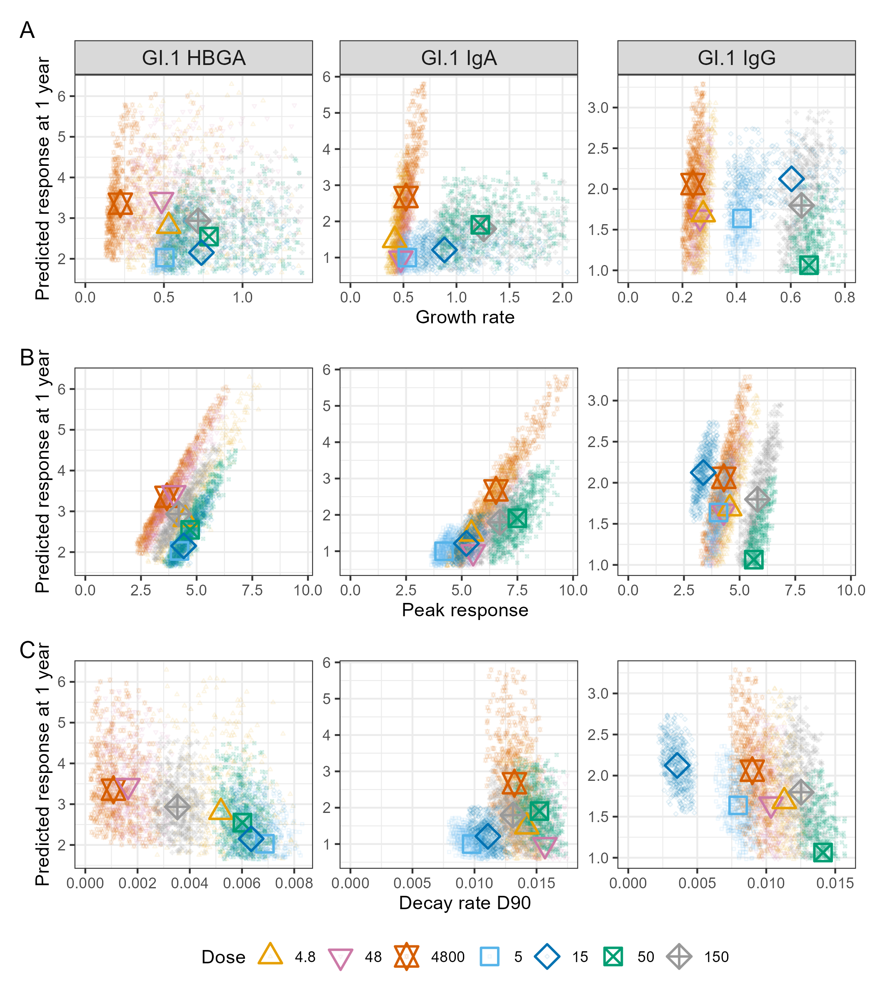 A
GI.1 HBGA GI.1 IgA GI.1 IgG
Predicted response at 1 year
6
5
4
3
2
6
5
4
3
2
1
3.0
2.5
2.0
1.5
1.0
0.0 0.5 1.0
0.0 0.5 1.0 1.5 2.0
0.0 0.2 0.4 0.6 0.8
Growth rate
B
Predicted response at 1 year
6
5
4
3
2
6
5
4
3
2
1
3.0
2.5
2.0
1.5
1.0
0.0 2.5 5.0 7.5 10.0
0.0 2.5 5.0 7.5 10.0
0.0 2.5 5.0 7.5 10.0
Peak response
C
Predicted response at 1 year
6
5
4
3
2
6
5
4
3
2
1
3.0
2.5
2.0
1.5
1.0
0.000 0.002 0.004 0.006 0.008
0.000 0.005 0.010 0.015
0.000 0.005 0.010 0.015
Decay rate D90
Dose 4.8 48 4800 5 15 50 150